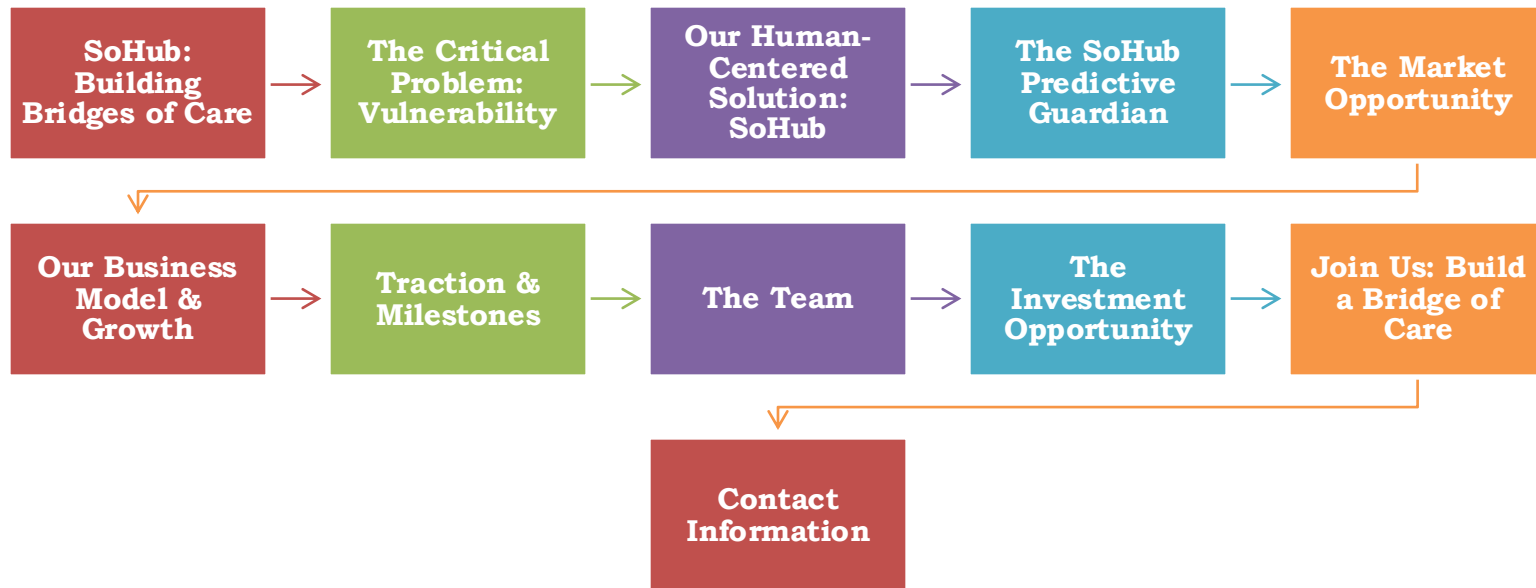 SoHub:
Building
Bridges of Care
The Critical
Problem:
Vulnerability
Our Human-
Centered
Solution:
SoHub
The SoHub
Predictive
Guardian
The Market
Opportunity
Our Business
Model &
Growth
Traction &
Milestones
The Team
The
Investment
Opportunity
Join Us: Build
a Bridge of
Care
Contact
Information